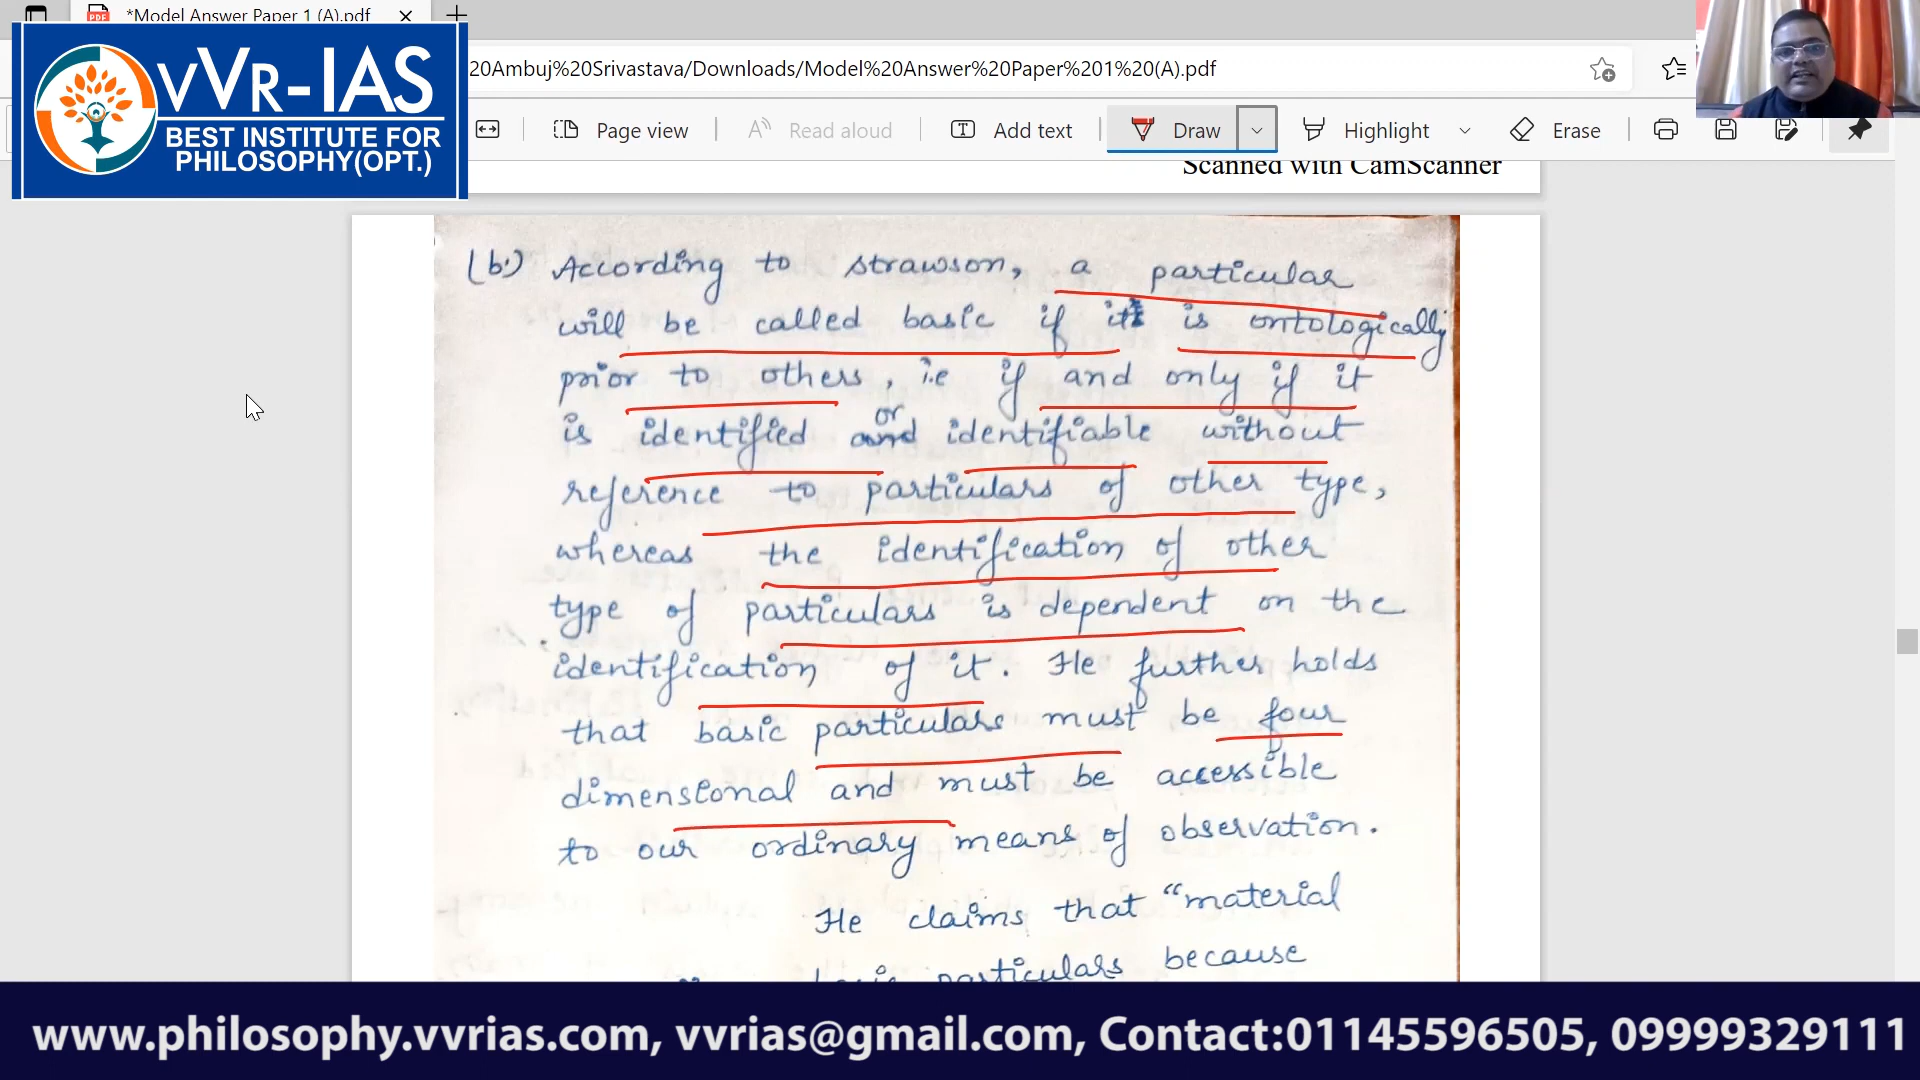 *Model Answer Paper 1 (A).pdf
vVR-IAS
BEST INSTITUTE FOR
PHILOSOPHY(OPT.)
20Ambuj%20Srivastava/Downloads/Model%20Answer%20Paper%201%20(A).pdf
Page view
Read aloud
Add text
Draw
Highlight
Erase
Scanned with CamScanner
(b.) According to Strawson, a particular
will be called basic if it is ontologically
prior to others, i.e if and only if it
is identified or identifiable without
reference to particulars of other type,
whereas the identification of other
type of particulars is dependent on the
identification of it. He further holds
that basic particulars must be four
dimensional and must be accessible
to our ordinary means of observation.
He claims that "material
basic particulars because
www.philosophy.vvrias.com, vvrias@gmail.com, Contact:01145596505, 09999329111